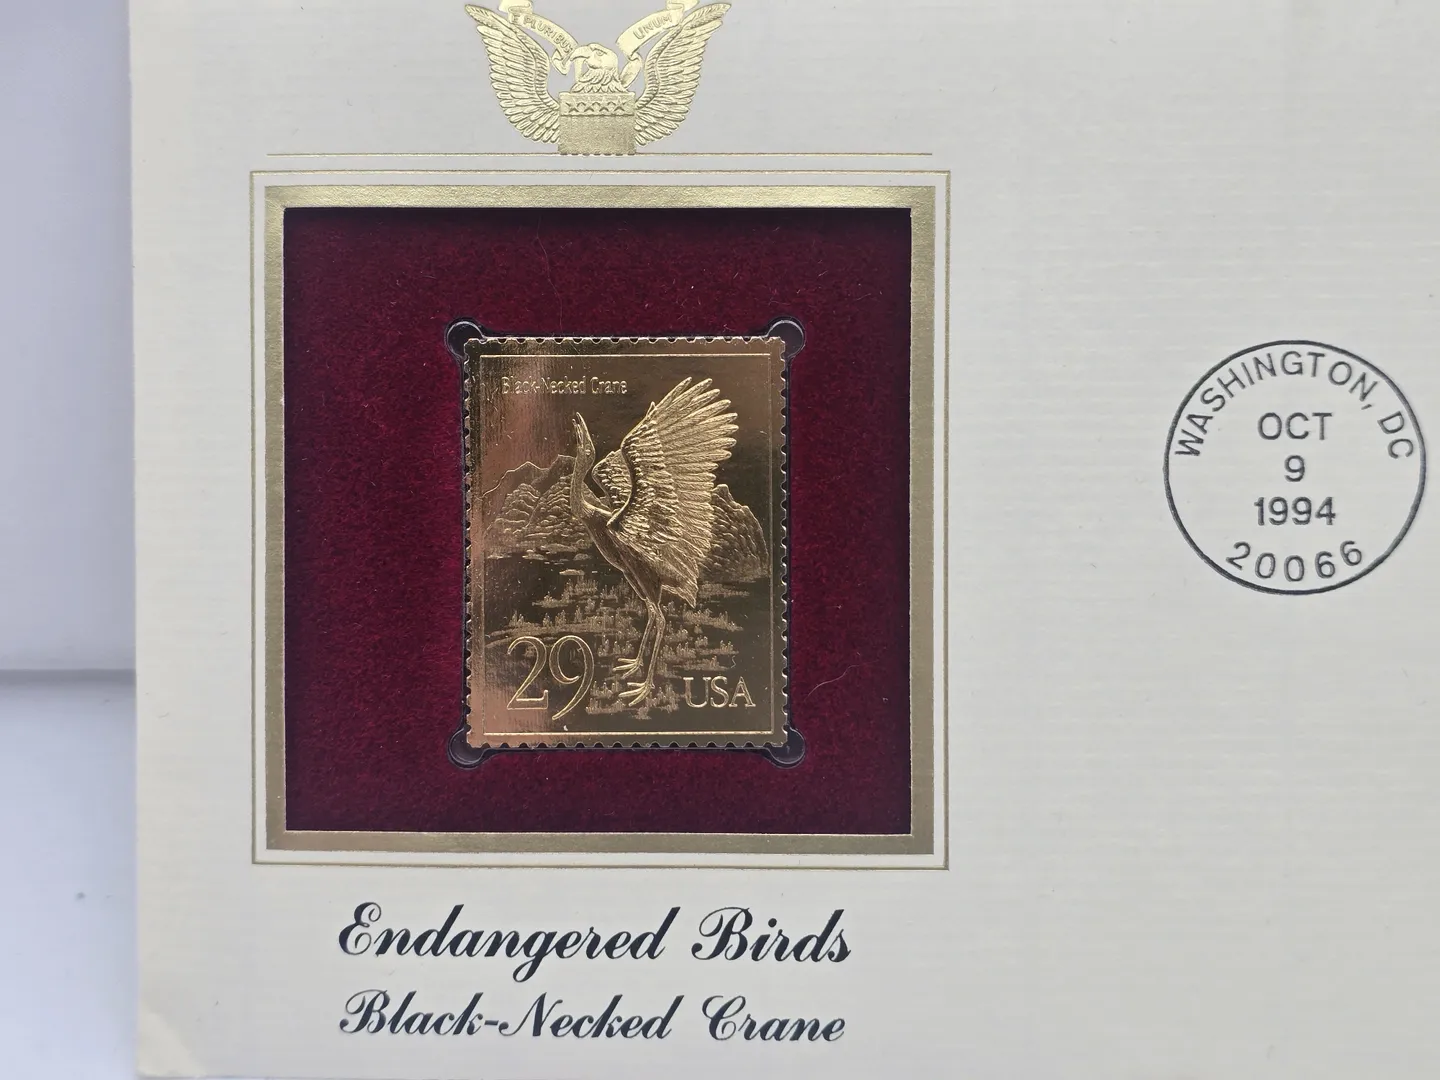 E PLURIBUS UNUM
Black-Necked Crane
29 USA
WASHINGTON, DC
OCT
9
1994
20066
Endangered Birds
Black-Necked Crane